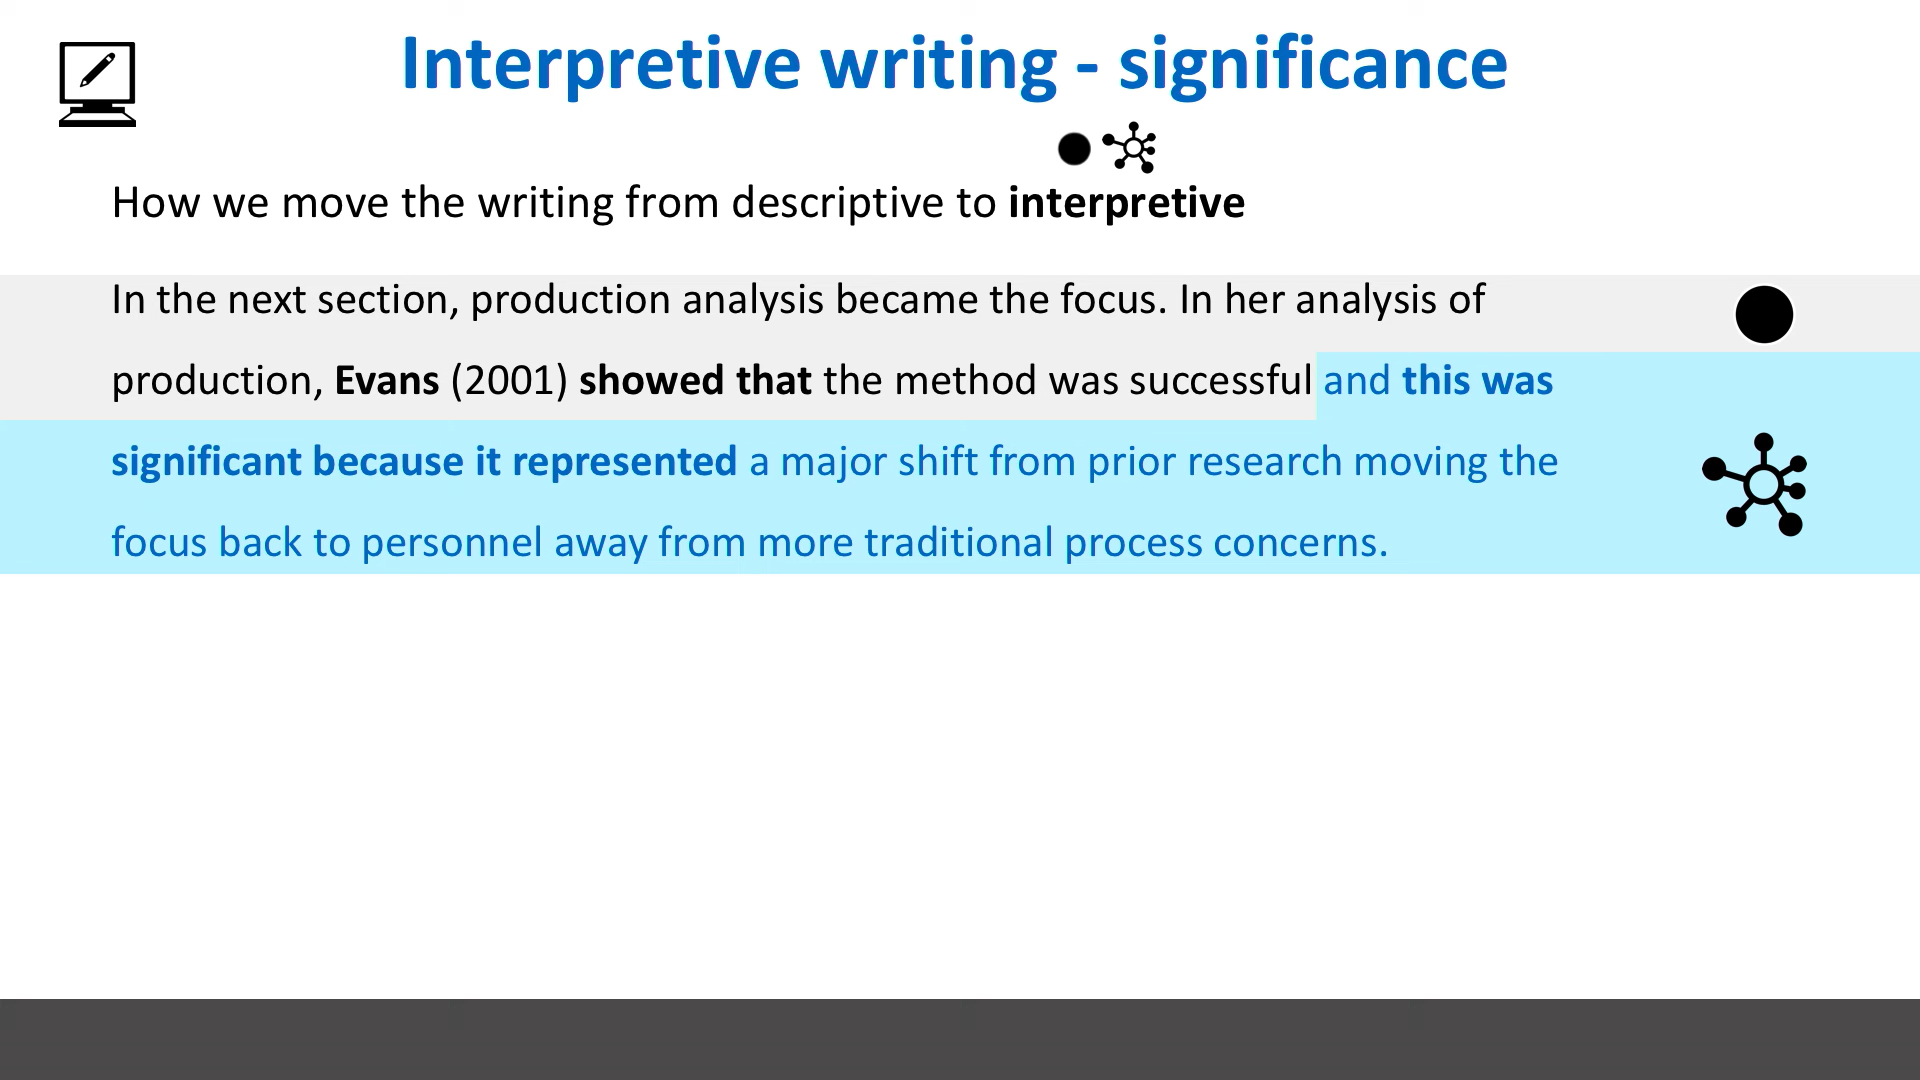 Interpretive writing - significance
How we move the writing from descriptive to interpretive
In the next section, production analysis became the focus. In her analysis of
production, Evans (2001) showed that the method was successful and this was
significant because it represented a major shift from prior research moving the
focus back to personnel away from more traditional process concerns.